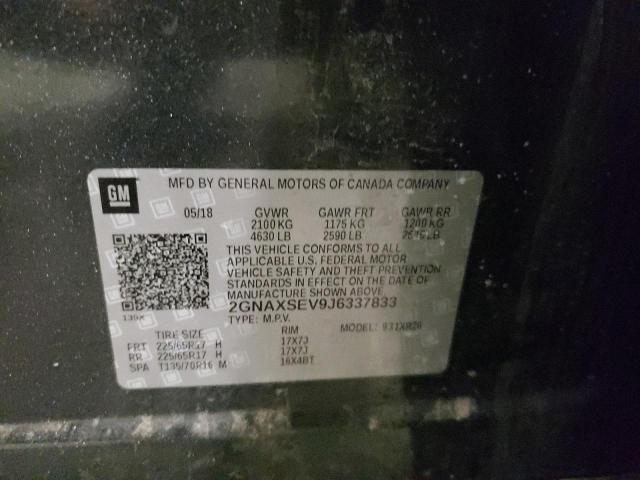 GM
MFD BY GENERAL MOTORS OF CANADA COMPANY
05/18 GVWR GAWR FRT GAWR RR
2100 KG 1175 KG 1200 KG
4630 LB 2590 LB LB
THIS VEHICLE CONFORMS TO ALL
APPLICABLE U.S. FEDERAL MOTOR
VEHICLE SAFETY AND THEFT PREVENTION
STANDARDS IN EFFECT ON THE DATE OF
MANUFACTURE SHOWN ABOVE.
2GNAXSEV9J6337833
139X TYPE: M.P.V. MODEL: 931XR26
TIRE SIZE RIM
FRT 225/65R17 H 17X7J
RR 225/65R17 H 17X7J
SPA T135/70R16 M 16X4BT